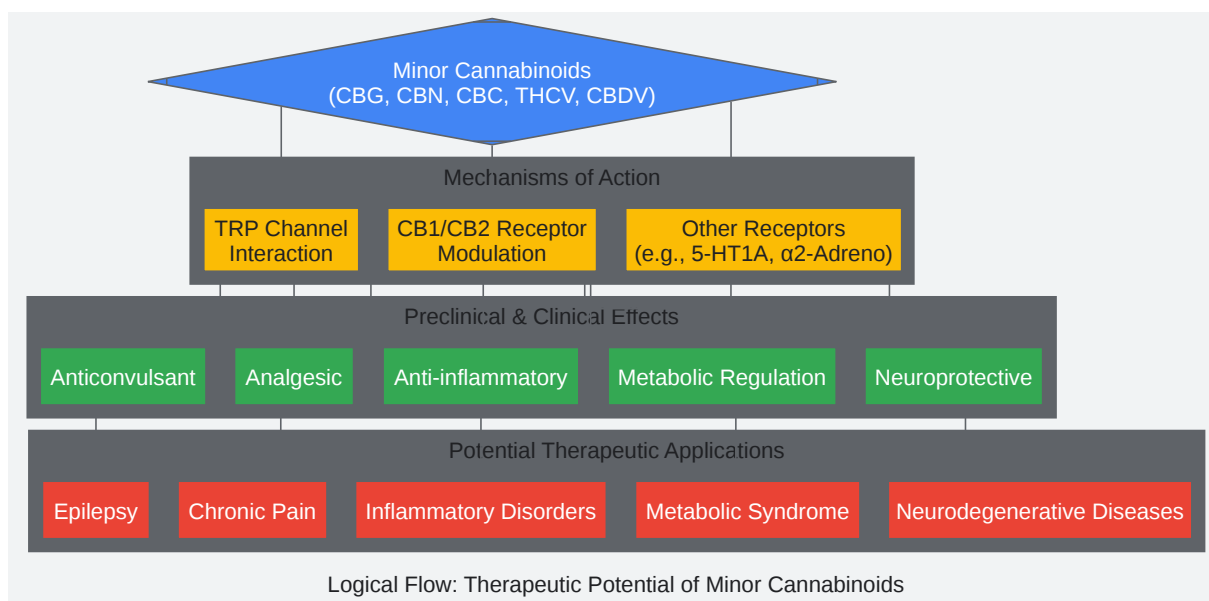 Minor Cannabinoids
(CBG, CBN, CBC, THCV, CBDV)
Mechanisms of Action
TRP Channel
Interaction
CB1/CB2 Receptor
Modulation
Other Receptors
(e.g., 5-HT1A, α2-Adreno)
Preclinical & Clinical Effects
Anticonvulsant
Analgesic
Anti-inflammatory
Metabolic Regulation
Neuroprotective
Potential Therapeutic Applications
Epilepsy
Chronic Pain
Inflammatory Disorders
Metabolic Syndrome
Neurodegenerative Diseases
Logical Flow: Therapeutic Potential of Minor Cannabinoids